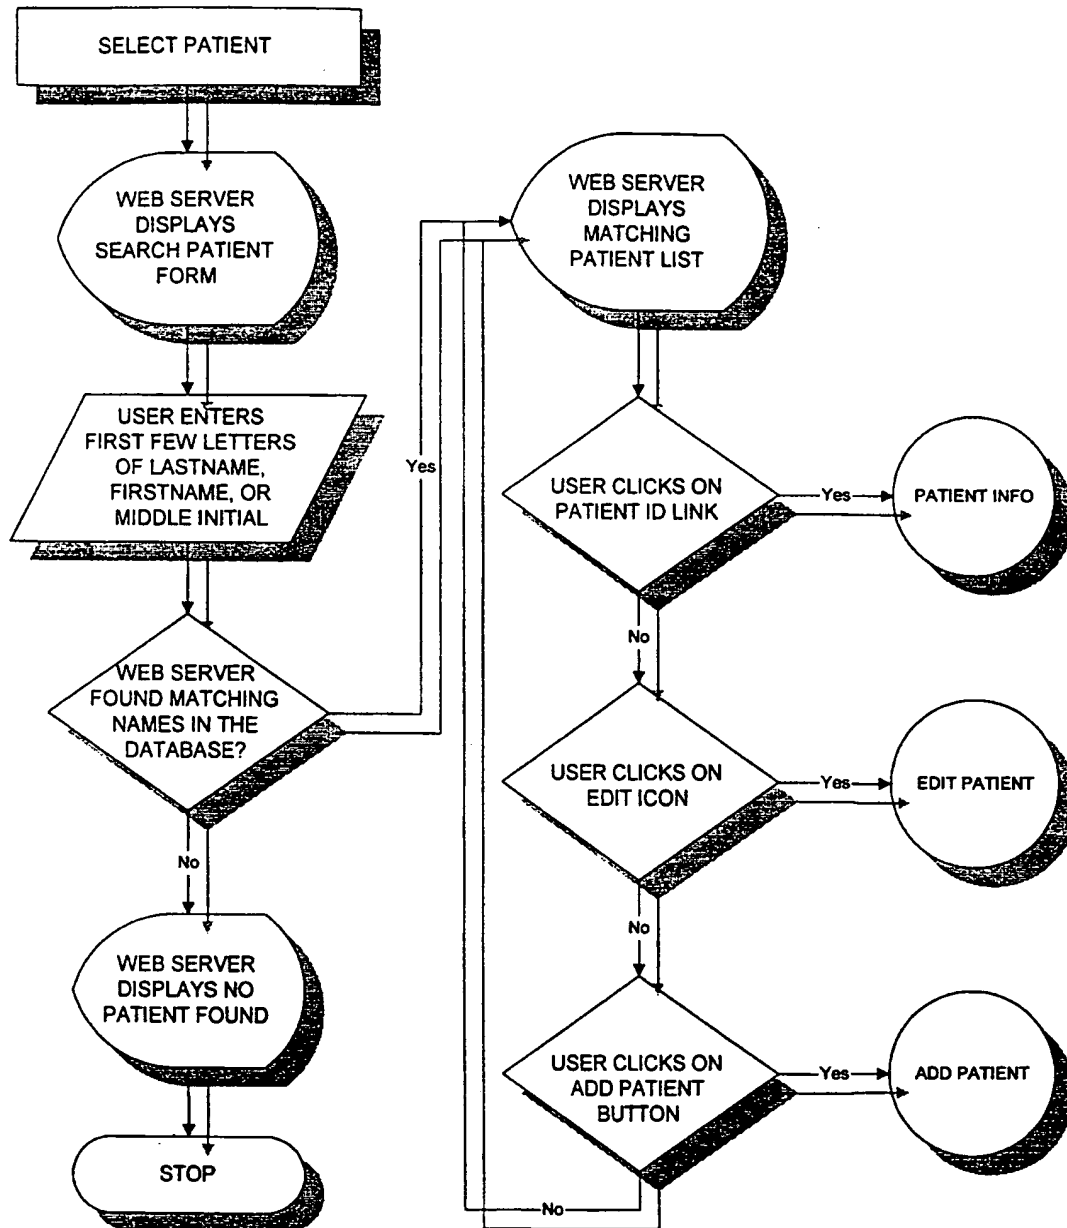 SELECT PATIENT
WEB SERVER
DISPLAYS
SEARCH PATIENT
FORM
USER ENTERS
FIRST FEW LETTERS
OF LASTNAME,
FIRSTNAME, OR
MIDDLE INITIAL
WEB SERVER
FOUND MATCHING
NAMES IN THE
DATABASE?
Yes
No
WEB SERVER
DISPLAYS NO
PATIENT FOUND
STOP
WEB SERVER
DISPLAYS
MATCHING
PATIENT LIST
USER CLICKS ON
PATIENT ID LINK
Yes
PATIENT INFO
No
USER CLICKS ON
EDIT ICON
Yes
EDIT PATIENT
No
USER CLICKS ON
ADD PATIENT
BUTTON
Yes
ADD PATIENT
No